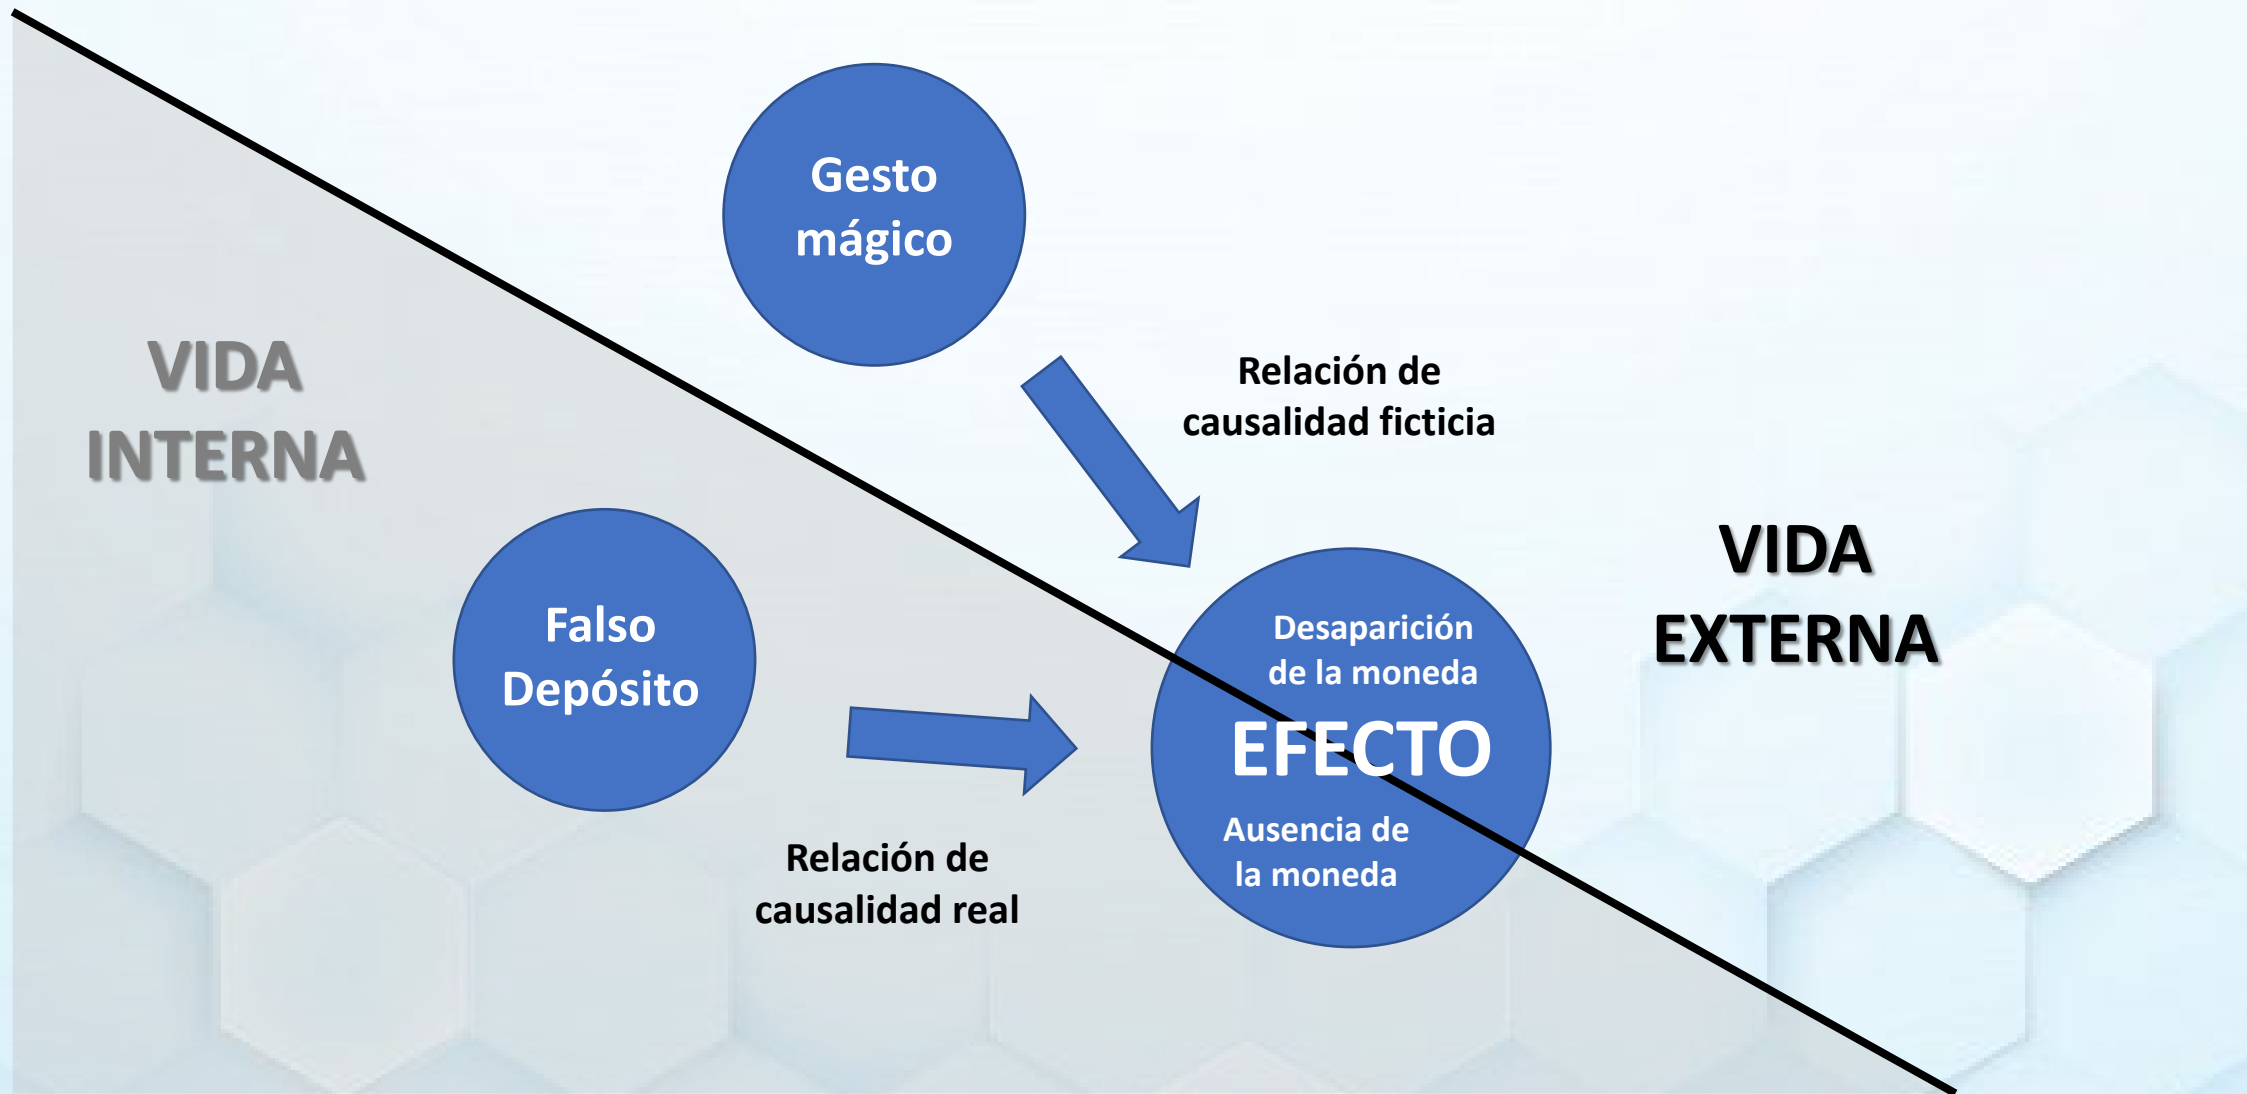 Gesto
mágico
VIDA
INTERNA
Relación de
causalidad ficticia
VIDA
EXTERNA
Falso
Depósito
Desaparición
de la moneda
EFECTO
Ausencia de
la moneda
Relación de
causalidad real